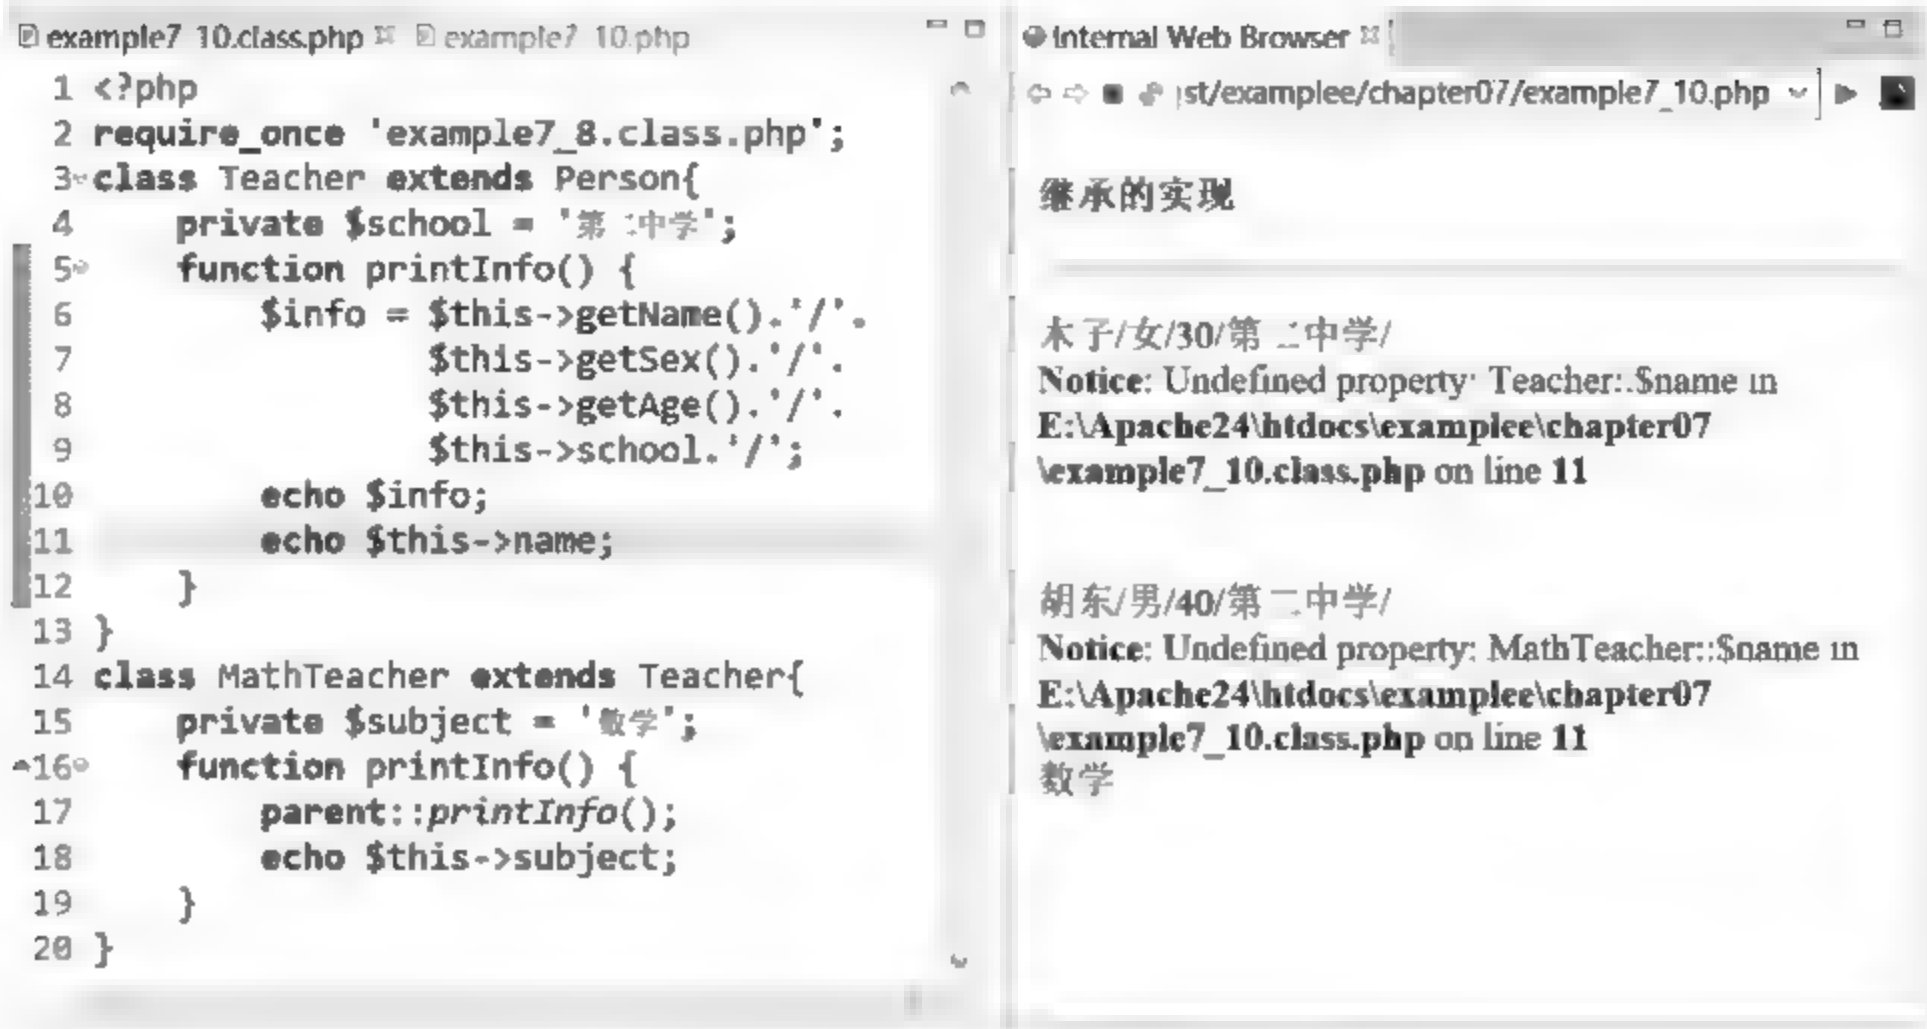 example7_10.class.php example7_10.php
1 <?php
2 require_once 'example7_8.class.php';
3 class Teacher extends Person{
4 private $school = '第二中学';
5 function printInfo() {
6 $info = $this->getName().'/'.
7 $this->getSex().'/'.
8 $this->getAge().'/'.
9 $this->school.'/';
10 echo $info;
11 echo $this->name;
12 }
13 }
14 class MathTeacher extends Teacher{
15 private $subject = '数学';
16 function printInfo() {
17 parent::printInfo();
18 echo $this->subject;
19 }
20 }
Internal Web Browser
st/examplee/chapter07/example7_10.php
继承的实现
木子/女/30/第二中学/
Notice: Undefined property: Teacher::$name in
E:\Apache24\htdocs\examplee\chapter07
\example7_10.class.php on line 11
胡东/男/40/第二中学/
Notice: Undefined property: MathTeacher::$name in
E:\Apache24\htdocs\examplee\chapter07
\example7_10.class.php on line 11
数学